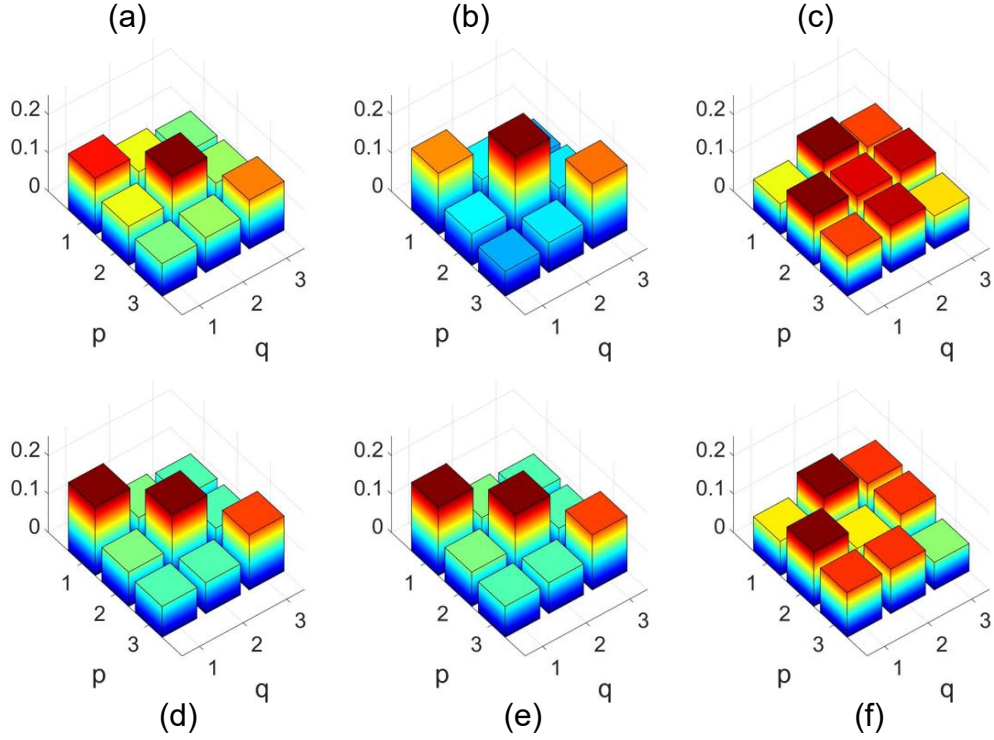 (a) (b) (c)
0.2 0.2 0.2
0.1 0.1 0.1
0 0 0
1 1 1
2 3 2 3 2 3
3 2 3 2 3 2
1 1 1
p q p q p q
0.2 0.2 0.2
0.1 0.1 0.1
0 0 0
1 1 1
2 3 2 3 2 3
3 2 3 2 3 2
1 1 1
p q p q p q
(d) (e) (f)